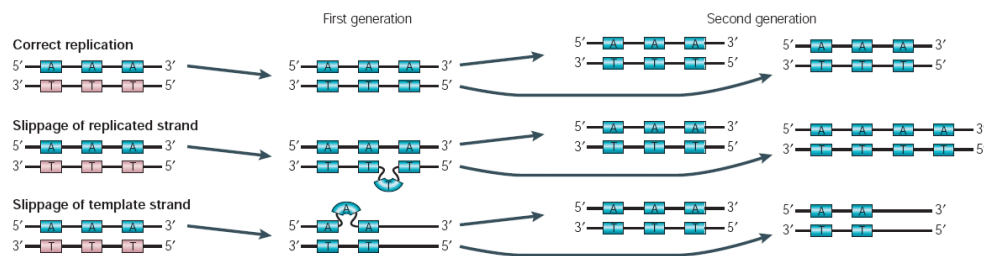 First generation
Second generation
Correct replication
5′ A A A 3′
3′ T T T 5′
5′ A A A 3′
3′ T T T 5′
5′ A A A 3′
3′ T T T 5′
5′ A A A 3′
3′ T T T 5′
Slippage of replicated strand
5′ A A A 3′
3′ T T T 5′
5′ A A A 3′
3′ T T T 5′
T
5′ A A A 3′
3′ T T T 5′
5′ A A A A 3
3′ T T T T 5
Slippage of template strand
5′ A A A 3′
3′ T T T 5′
A
5′ A A 3′
3′ T T 5′
5′ A A A 3′
3′ T T T 5′
5′ A A 3′
3′ T T 5′